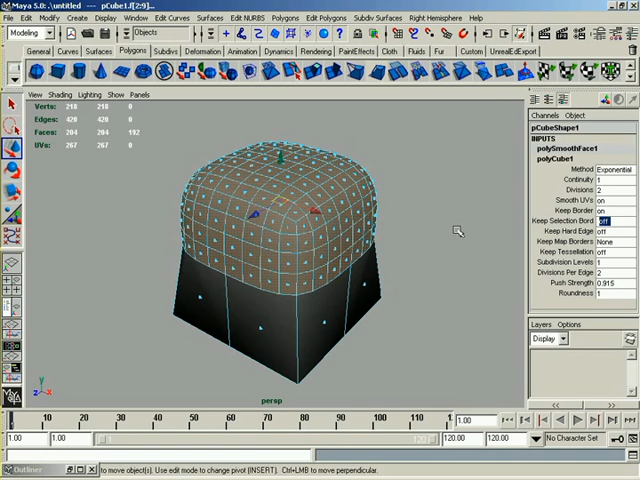 Maya 5.0: .\untitled --- pCube1.f[2:9]...
File Edit Modify Create Display Window Edit Curves Surfaces Edit NURBS Polygons Edit Polygons Subdiv Surfaces Right Hemisphere Help
Modeling Objects
General Curves Surfaces Polygons Subdivs Deformation Animation Dynamics Rendering PaintEffects Cloth Fluids Fur Custom UnrealEdExport
View Shading Lighting Show Panels
Verts: 218 218 0
Edges: 420 420 0
Faces: 204 204 192
UVs: 267 267 0
y
z x
persp
Channels Object
pCubeShape1
INPUTS
polySmoothFace1
polyCube1
Method Exponential
Continuity 1
Divisions 2
Smooth UVs on
Keep Border on
Keep Selection Bord off
Keep Hard Edge off
Keep Map Borders None
Keep Tessellation off
Subdivision Levels 1
Divisions Per Edge 2
Push Strength 0.915
Roundness 1
Layers Options
Display
10 20 30 40 50 60 70 80 90 100 110 1.00
1.00 1.00 120.00 120.00 No Character Set
Outliner
to move object(s). Use edit mode to change pivot (INSERT). Ctrl+LMB to move perpendicular.